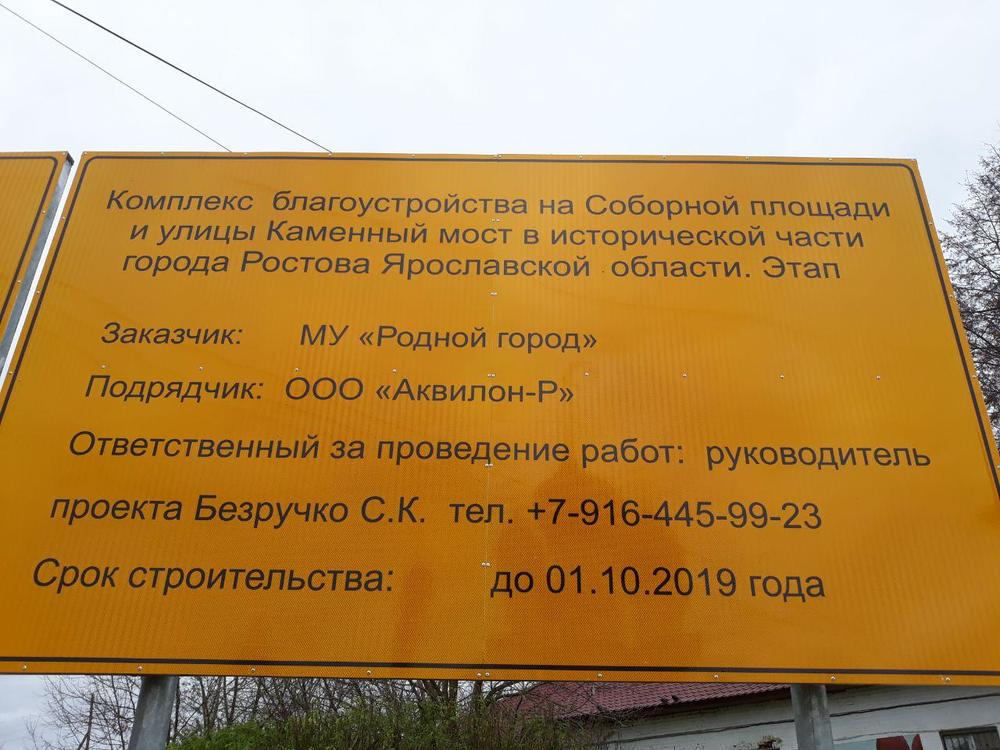 Комплекс благоустройства на Соборной площади
и улицы Каменный мост в исторической части
города Ростова Ярославской области. Этап
Заказчик: МУ «Родной город»
Подрядчик: ООО «Аквилон-Р»
Ответственный за проведение работ: руководитель
проекта Безручко С.К. тел. +7-916-445-99-23
Срок строительства: до 01.10.2019 года